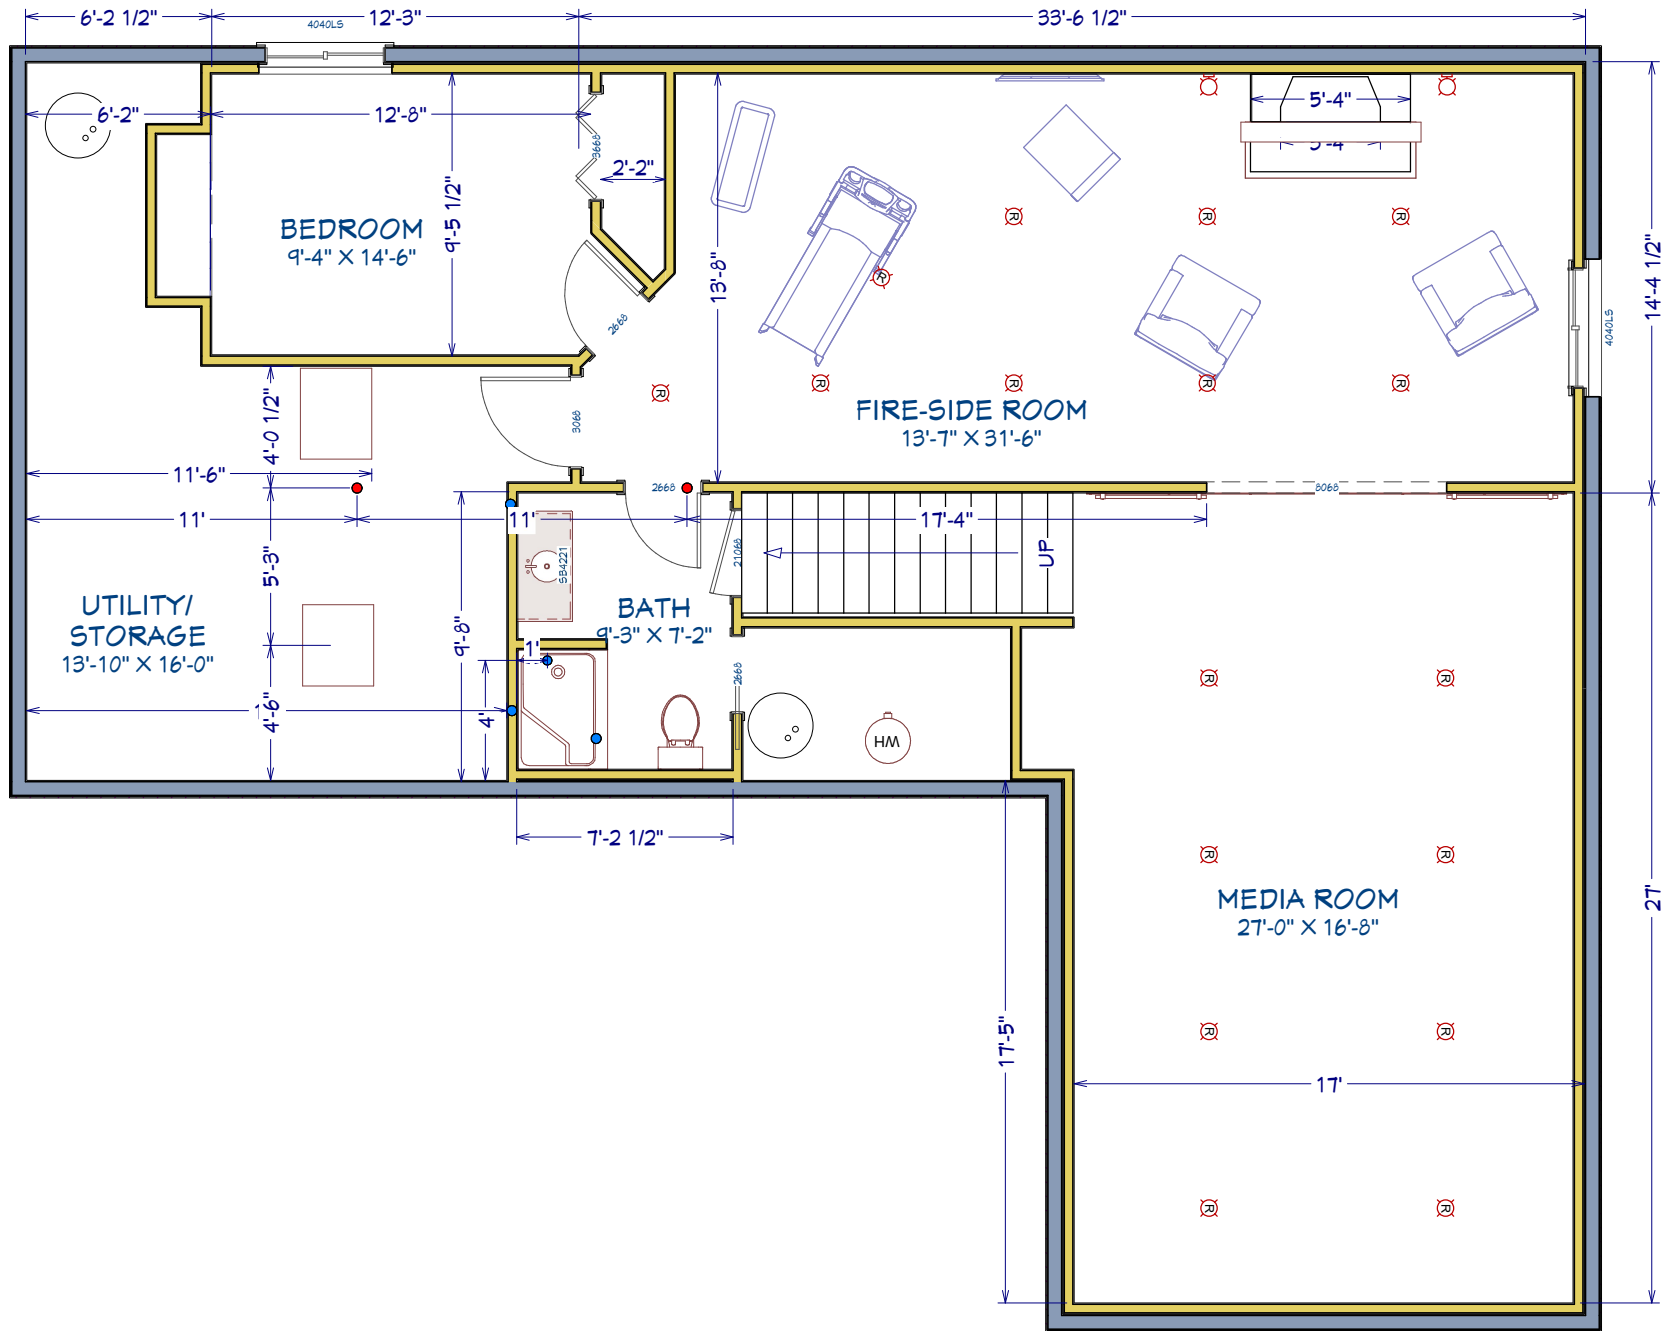 6'-2 1/2"
12'-3"
33'-6 1/2"
4040LS
6'-2"
12'-8"
5'-4"
3668
2'-2"
9'-5 1/2"
BEDROOM
9'-4" X 14'-6"
13'-8"
14'-4 1/2"
R
R
R
R
2668
4040LS
R
R
R
R
R
4'-0 1/2"
3068
FIRE-SIDE ROOM
13'-7" X 31'-6"
11'-6"
2668
8068
11'
11'
17'-4"
UP
21068
SB4221
5'-3"
UTILITY/
STORAGE
13'-10" X 16'-0"
9'-8"
BATH
9'-3" X 7'-2"
1'
2668
R
R
4'-6"
4'
WH
7'-2 1/2"
R
R
MEDIA ROOM
27'-0" X 16'-8"
27'
17'-5"
R
R
17'
R
R